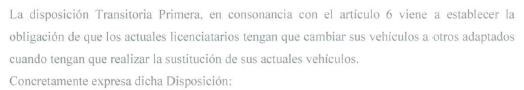 La disposición Transitoria Primera, en consonancia con el artículo 6 viene a establecer la
obligación de que los actuales licenciatarios tengan que cambiar sus vehículos a otros adaptados
cuando tengan que realizar la sustitución de sus actuales vehículos.
Concretamente expresa dicha Disposición: